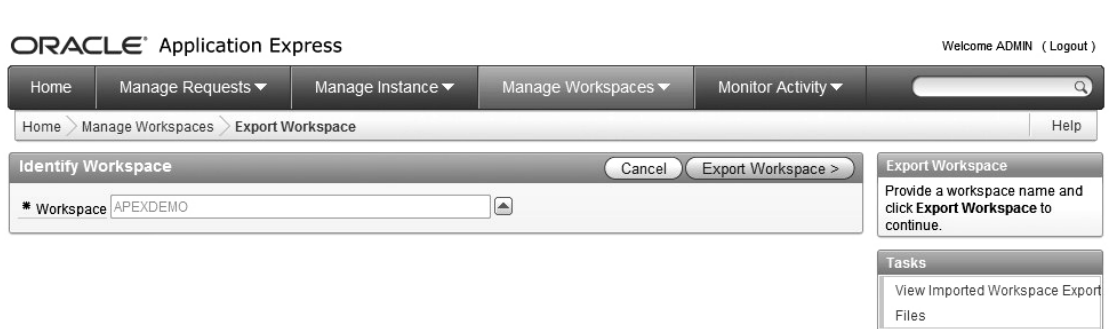 ORACLE® Application Express
Welcome ADMIN ( Logout )
Home Manage Requests Manage Instance Manage Workspaces Monitor Activity
Home Manage Workspaces Export Workspace
Help
Identify Workspace
Cancel Export Workspace >
* Workspace APEXDEMO
Export Workspace
Provide a workspace name and
click Export Workspace to
continue.
Tasks
View Imported Workspace Export
Files